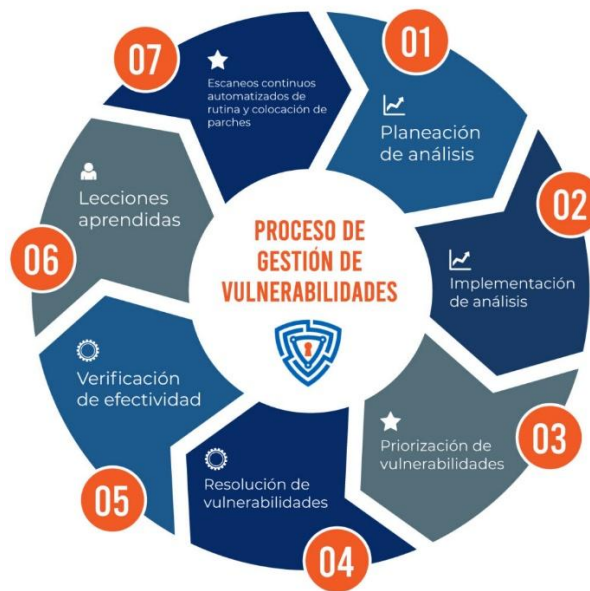 PROCESO DE
GESTIÓN DE
VULNERABILIDADES
01
Planeación
de análisis
02
Implementación
de análisis
03
Priorización de
vulnerabilidades
04
Resolución de
vulnerabilidades
05
Verificación
de efectividad
06
Lecciones
aprendidas
07
Escaneos continuos
automatizados de
rutina y colocación de
parches